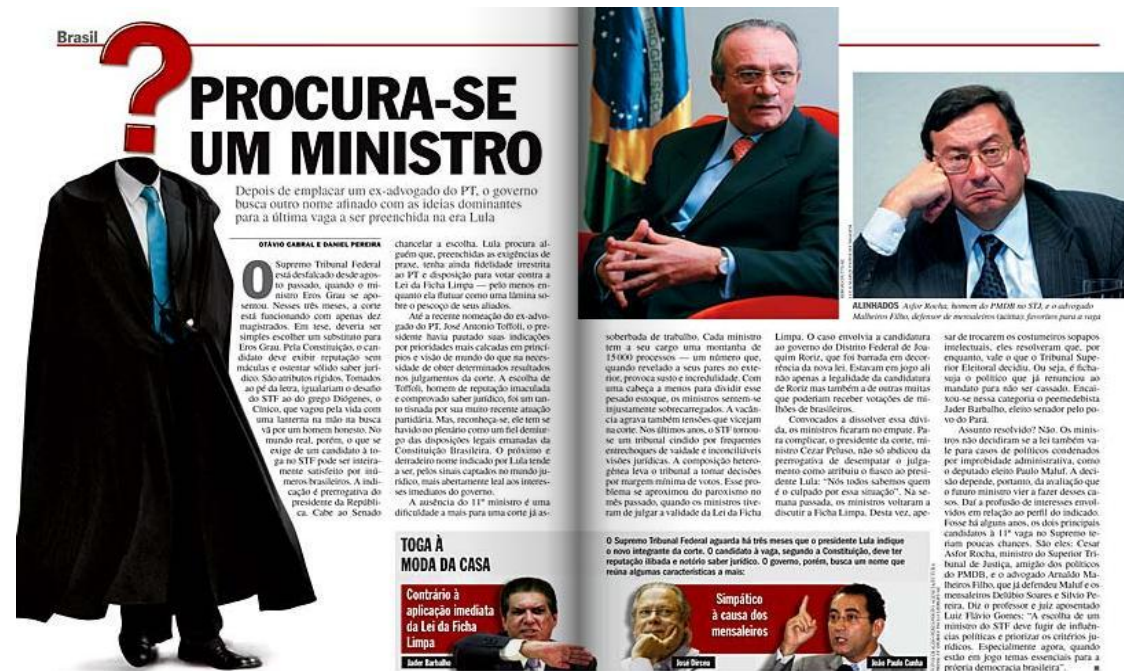 Brasil
PROCURA-SE
UM MINISTRO
Depois de emplacar um ex-advogado do PT, o governo
busca outro nome afinado com as ideias dominantes
para a última vaga a ser preenchida na era Lula
OTÁVIO CABRAL E DANIEL PEREIRA
O Supremo Tribunal Federal
está desfalcado desde agos-
to passado, quando o mi-
nistro Eros Grau se apo-
sentou. Nesses três meses, a corte
está funcionando com apenas dez
magistrados. Em tese, deveria ser
simples escolher um substituto para
Eros Grau. Pela Constituição, o can-
didato deve exibir reputação sem
máculas e ostentar sólido saber jurí-
dico. São atributos rígidos. Tomados
ao pé da letra, igualariam o desafio
do STF ao do grego Diógenes, o
Cínico, que vagou pela vida com
uma lanterna na mão na busca
vã por um homem honesto. No
mundo real, porém, o que se
exige de um candidato à to-
ga no STF pode ser inteira-
mente satisfeito por inú-
meros brasileiros. A indi-
cação é prerrogativa do
presidente da Repúbli-
ca. Cabe ao Senado
chancelar a escolha. Lula procura al-
guém que, preenchidas as exigências de
praxe, tenha ainda fidelidade irrestrita
ao PT e disposição para votar contra a
Lei da Ficha Limpa — pelo menos en-
quanto ela flutuar como uma lâmina so-
bre o pescoço de seus aliados.
Até a recente nomeação do ex-advo-
gado do PT, José Antonio Toffoli, o pre-
sidente havia pautado suas indicações
por prioridades mais calcadas em princí-
pios e visão de mundo do que na neces-
sidade de obter determinados resultados
nos julgamentos da corte. A escolha de
Toffoli, homem de reputação imaculada
e comprovado saber jurídico, foi um tan-
to tisnada por sua muito recente atuação
partidária. Mas, reconheça-se, ele tem se
havido no plenário como um fiel demiur-
go das disposições legais emanadas da
Constituição Brasileira. O próximo e
derradeiro nome indicado por Lula tende
a ser, pelos sinais captados no mundo ju-
rídico, mais abertamente leal aos interes-
ses imediatos do governo.
A ausência do 11º ministro é uma
dificuldade a mais para uma corte já as-
ALINHADOS Asfor Rocha, homem do PMDB no STJ, e o advogado
Malheiros Filho, defensor de mensaleiros (acima): favoritos para a vaga
soberbada de trabalho. Cada ministro
tem a seu cargo uma montanha de
15 000 processos — um número que,
quando revelado a seus pares no exte-
rior, provoca susto e incredulidade. Com
uma cabeça a menos para dividir esse
pesado estoque, os ministros sentem-se
injustamente sobrecarregados. A vacân-
cia agrava também tensões que vicejam
na corte. Nos últimos anos, o STF tornou-
se um tribunal cindido por frequentes
entrechoques de vaidade e inconciliáveis
visões jurídicas. A composição hetero-
gênea leva o tribunal a tomar decisões
por margem mínima de votos. Esse pro-
blema se aproximou do paroxismo no
mês passado, quando os ministros tive-
ram de julgar a validade da Lei da Ficha
Limpa. O caso envolvia a candidatura
ao governo do Distrito Federal de Joa-
quim Roriz, que foi barrada em decor-
rência da nova lei. Estavam em jogo ali
não apenas a legalidade da candidatura
de Roriz mas também a de outras muitas
que poderiam receber votações de mi-
lhões de brasileiros.
Convocados a dissolver essa dúvi-
da, os ministros ficaram no empate. Pa-
ra complicar, o presidente da corte, mi-
nistro Cezar Peluso, não só abdicou da
prerrogativa de desempatar o julga-
mento como atribuiu o fiasco ao presi-
dente Lula: “Nós todos sabemos quem
é o culpado por essa situação”. Na se-
mana passada, os ministros voltaram a
discutir a Ficha Limpa. Desta vez, ape-
sar de trocarem os costumeiros sopapos
intelectuais, eles resolveram que, por
enquanto, vale o que o Tribunal Supe-
rior Eleitoral decidiu. Ou seja, é ficha-
suja o político que já renunciou ao
mandato para não ser cassado. Encai-
xou-se nessa categoria o peemedebista
Jader Barbalho, eleito senador pelo po-
vo do Pará.
Assunto resolvido? Não. Os minis-
tros não decidiram se a lei também va-
le para casos de políticos condenados
por improbidade administrativa, como
o deputado eleito Paulo Maluf. A deci-
são depende, portanto, da avaliação que
o futuro ministro vier a fazer desses ca-
sos. Daí a profusão de interesses envol-
vidos em relação ao perfil do indicado.
Fosse há alguns anos, os dois principais
candidatos à 11ª vaga no Supremo te-
riam poucas chances. São eles: Cesar
Asfor Rocha, ministro do Superior Tri-
bunal de Justiça, amigão dos políticos
do PMDB, e o advogado Arnaldo Ma-
lheiros Filho, que já defendeu Maluf e os
mensaleiros Delúbio Soares e Silvio Pe-
reira. Diz o professor e juiz aposentado
Luiz Flávio Gomes: “A escolha de um
ministro do STF deve fugir de influên-
cias políticas e priorizar os critérios ju-
rídicos. Especialmente agora, quando
estão em jogo temas essenciais para a
própria democracia brasileira”.
TOGA À
MODA DA CASA
O Supremo Tribunal Federal aguarda há três meses que o presidente Lula indique
o novo integrante da corte. O candidato à vaga, segundo a Constituição, deve ter
reputação ilibada e notório saber jurídico. O governo, porém, busca um nome que
reúna algumas características a mais:
Contrário à
aplicação imediata
da Lei da Ficha
Limpa
Jader Barbalho
Simpático
à causa dos
mensaleiros
José Dirceu
João Paulo Cunha